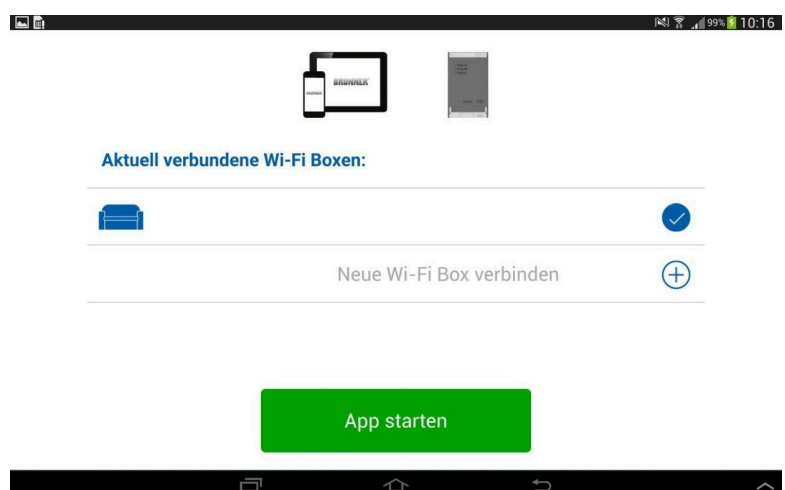 99% 10:16
BRUNNER
Aktuell verbundene Wi-Fi Boxen:
Neue Wi-Fi Box verbinden
App starten